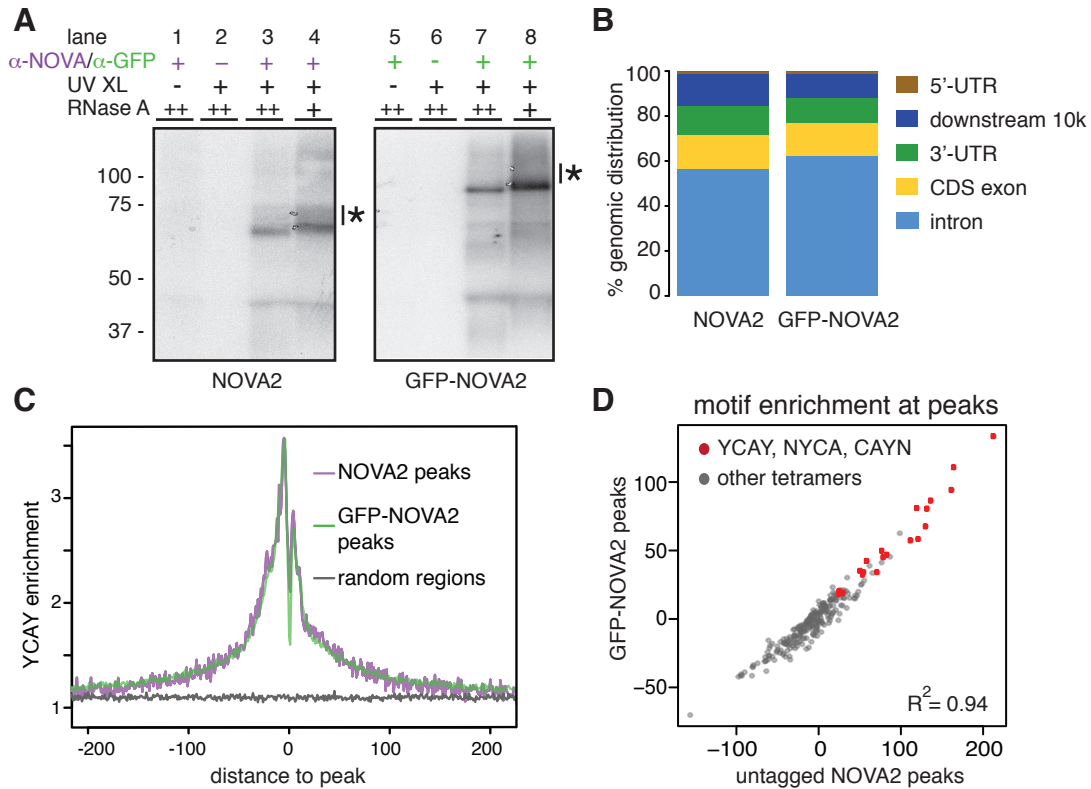 A
lane 1 2 3 4 5 6 7 8
α-NOVA/α-GFP + – + + + - + +
UV XL - + + + - + + +
RNase A ++ ++ ++ + ++ ++ ++ +
100 -
75 -
50 -
37 -
*
*
NOVA2
GFP-NOVA2
B
% genomic distribution
100
80
60
40
20
0
NOVA2
GFP-NOVA2
5'-UTR
downstream 10k
3'-UTR
CDS exon
intron
C
YCAY enrichment
3
2
1
NOVA2 peaks
GFP-NOVA2
peaks
random regions
-200 -100 0 100 200
distance to peak
D
motif enrichment at peaks
YCAY, NYCA, CAYN
other tetramers
GFP-NOVA2 peaks
100
50
0
−50
R2= 0.94
−100 0 100 200
untagged NOVA2 peaks